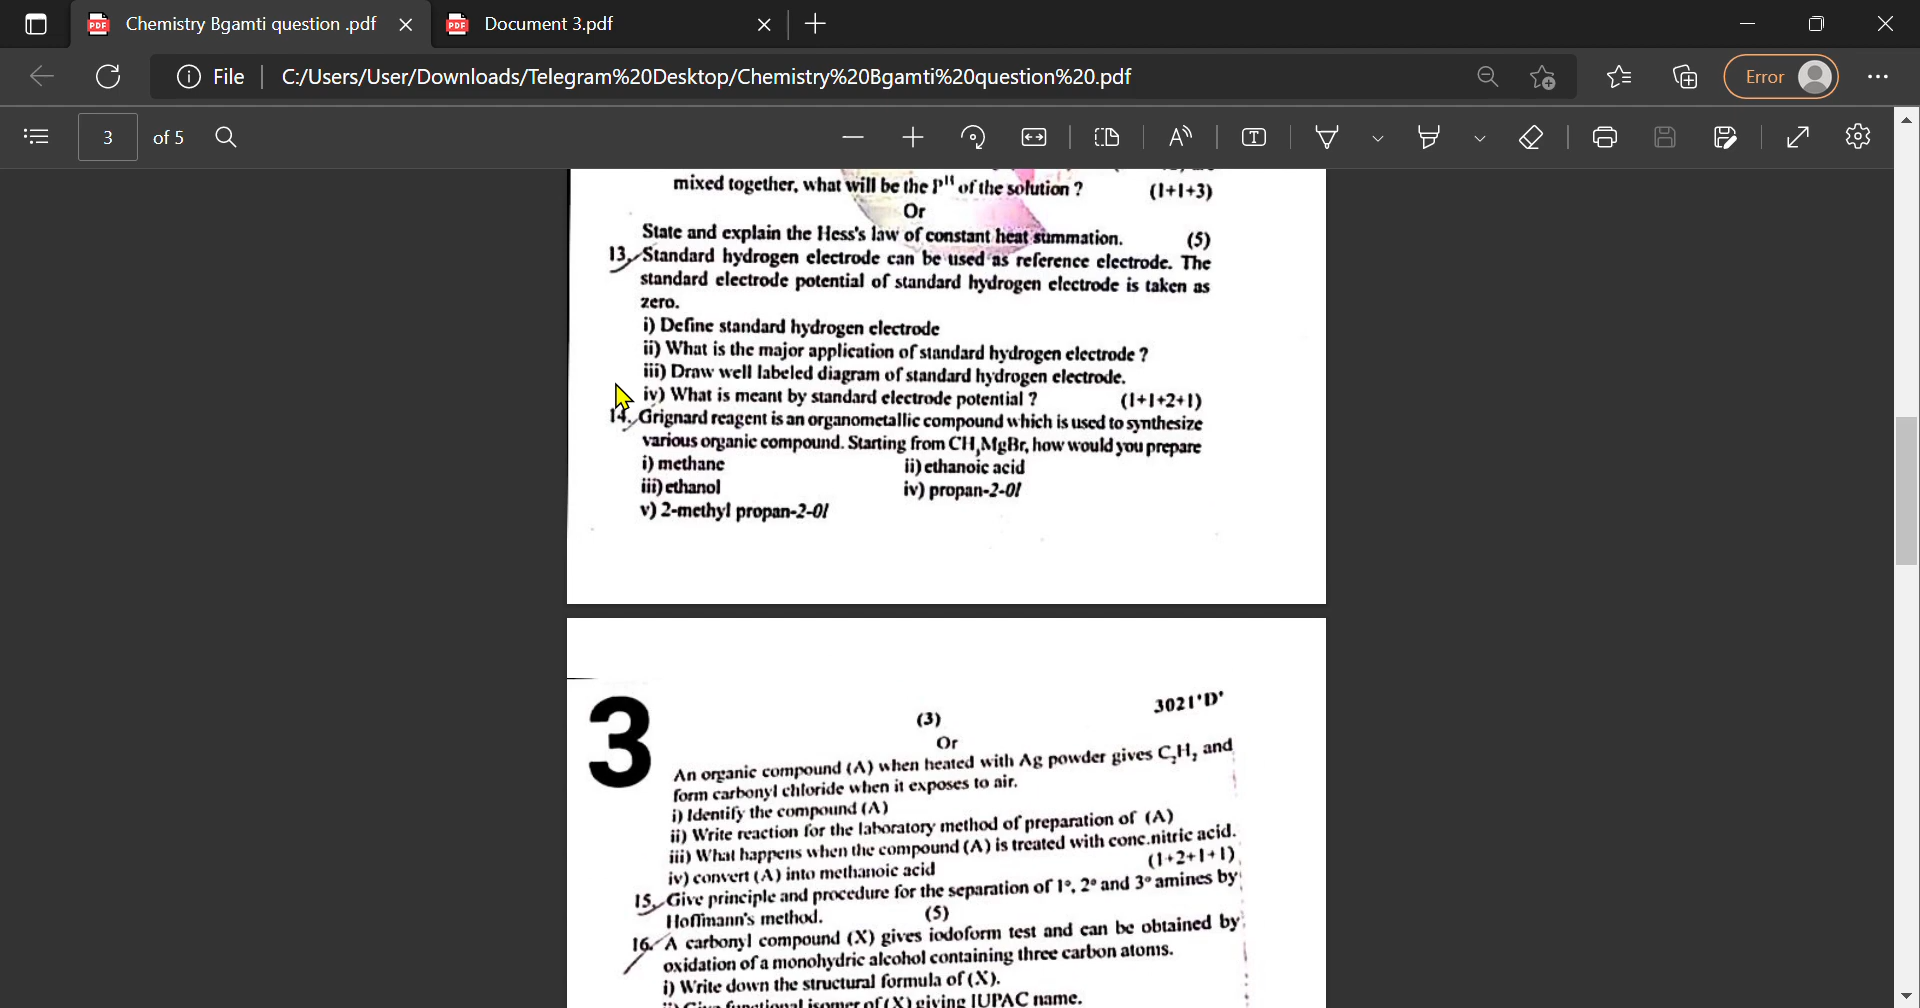 Chemistry Bgamti question .pdf
Document 3.pdf
File
C:/Users/User/Downloads/Telegram%20Desktop/Chemistry%20Bgamti%20question%20.pdf
Error
3 of 5
mixed together, what will be the Pᴴ of the solution ? (1+1+3)
Or
State and explain the Hess's law of constant heat summation. (5)
13. Standard hydrogen electrode can be used as reference electrode. The
standard electrode potential of standard hydrogen electrode is taken as
zero.
i) Define standard hydrogen electrode
ii) What is the major application of standard hydrogen electrode ?
iii) Draw well labeled diagram of standard hydrogen electrode.
iv) What is meant by standard electrode potential ? (1+1+2+1)
14. Grignard reagent is an organometallic compound which is used to synthesize
various organic compound. Starting from CH₃MgBr, how would you prepare
i) methane ii) ethanoic acid
iii) ethanol iv) propan-2-ol
v) 2-methyl propan-2-ol
3
3021'D'
(3)
Or
An organic compound (A) when heated with Ag powder gives C₂H₂ and
form carbonyl chloride when it exposes to air.
i) Identify the compound (A)
ii) Write reaction for the laboratory method of preparation of (A)
iii) What happens when the compound (A) is treated with conc.nitric acid.
iv) convert (A) into methanoic acid (1+2+1+1)
15. Give principle and procedure for the separation of 1°, 2° and 3° amines by
Hoffmann's method. (5)
16. A carbonyl compound (X) gives iodoform test and can be obtained by
oxidation of a monohydric alcohol containing three carbon atoms.
i) Write down the structural formula of (X).
ii) Give functional isomer of (X) giving IUPAC name.